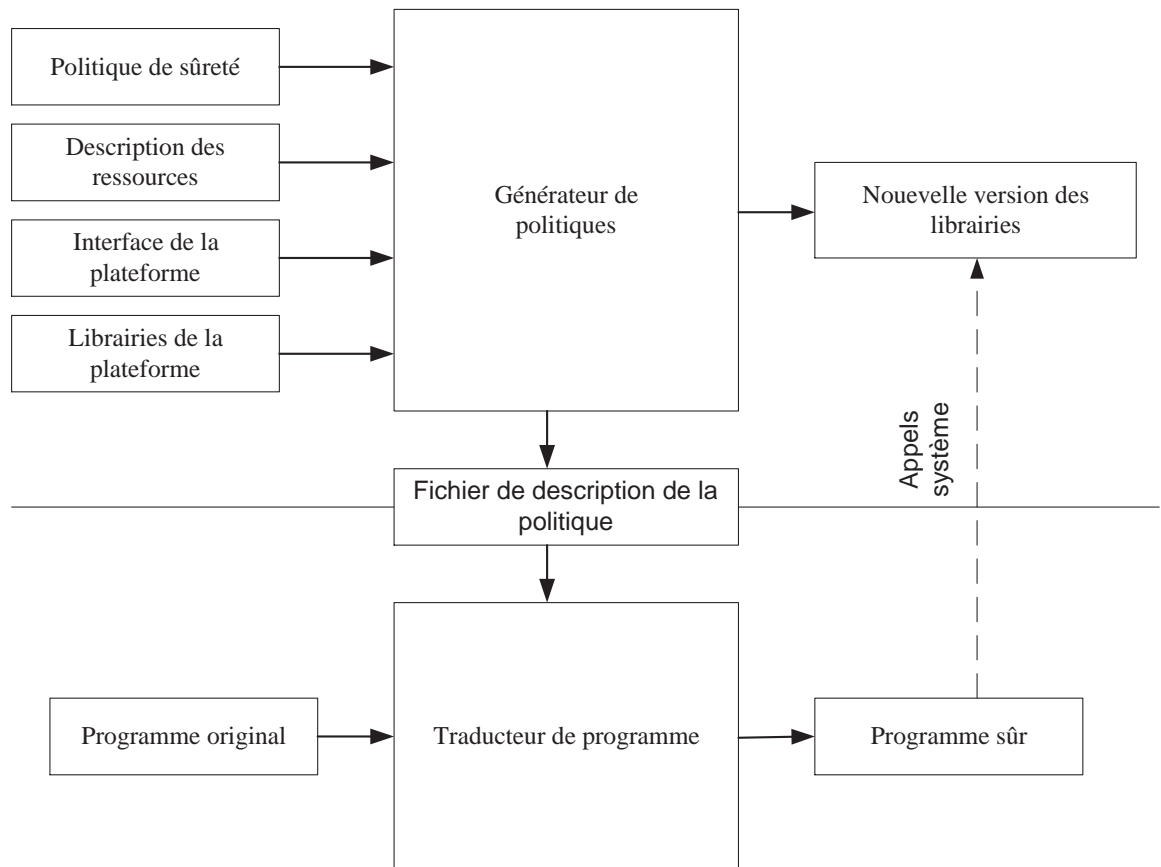 Politique de sûreté
Description des
ressources
Interface de la
plateforme
Librairies de la
plateforme
Générateur de
politiques
Nouevelle version des
librairies
Appels
système
Fichier de description de la
politique
Programme original
Traducteur de programme
Programme sûr